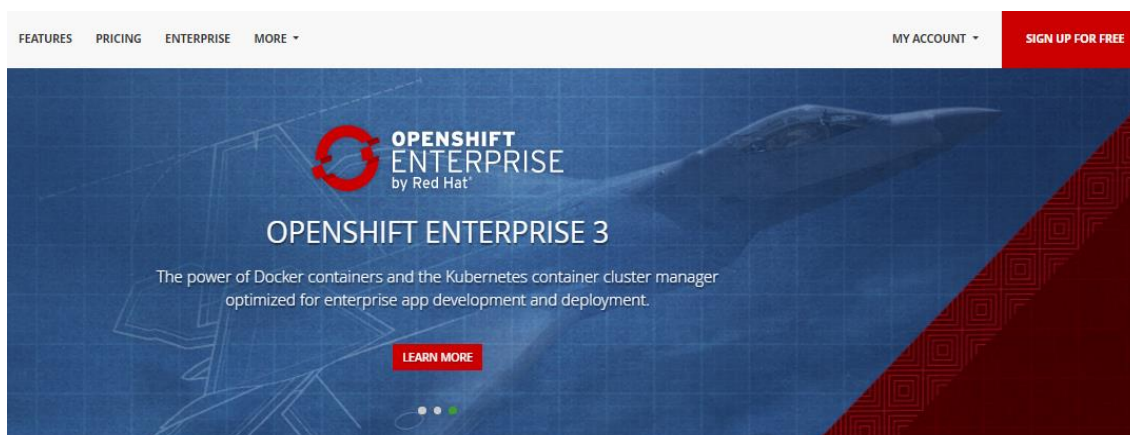 FEATURES PRICING ENTERPRISE MORE MY ACCOUNT SIGN UP FOR FREE
OPENSHIFT
ENTERPRISE
by Red Hat®
OPENSHIFT ENTERPRISE 3
The power of Docker containers and the Kubernetes container cluster manager
optimized for enterprise app development and deployment.
LEARN MORE